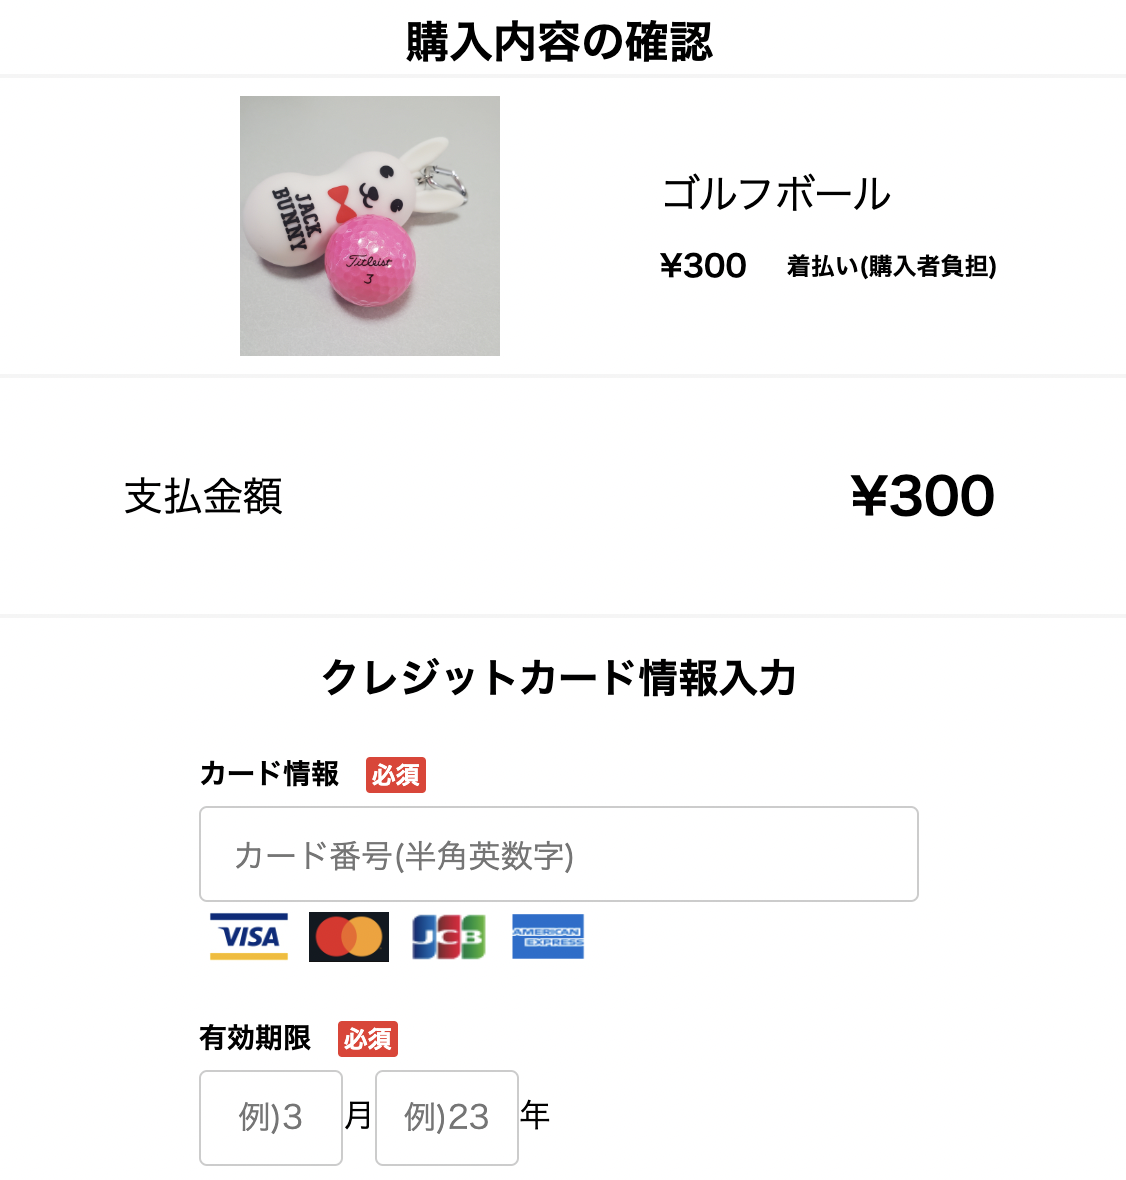 購入内容の確認
JACK
BUNNY
Titleist
3
ゴルフボール
¥300 着払い(購入者負担)
支払金額 ¥300
クレジットカード情報入力
カード情報 必須
カード番号(半角英数字)
VISA JCB AMERICAN EXPRESS
有効期限 必須
例)3 月 例)23 年